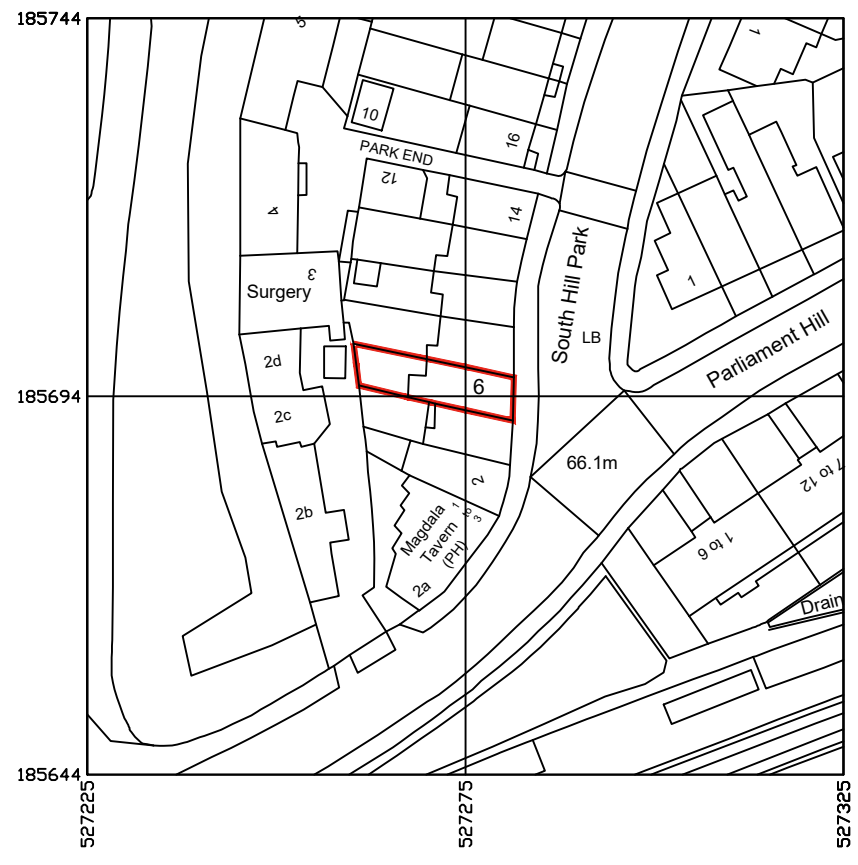 185744
5
10
PARK END
16
12
14
4
3
Surgery
1
1
South Hill Park
LB
Parliament Hill
2d
6
185694
2c
66.1m
7 to 12
2
2b
Magdala
Tavern
(PH)
1
to
3
1 to 6
2a
Drain
185644
527225
527275
527325